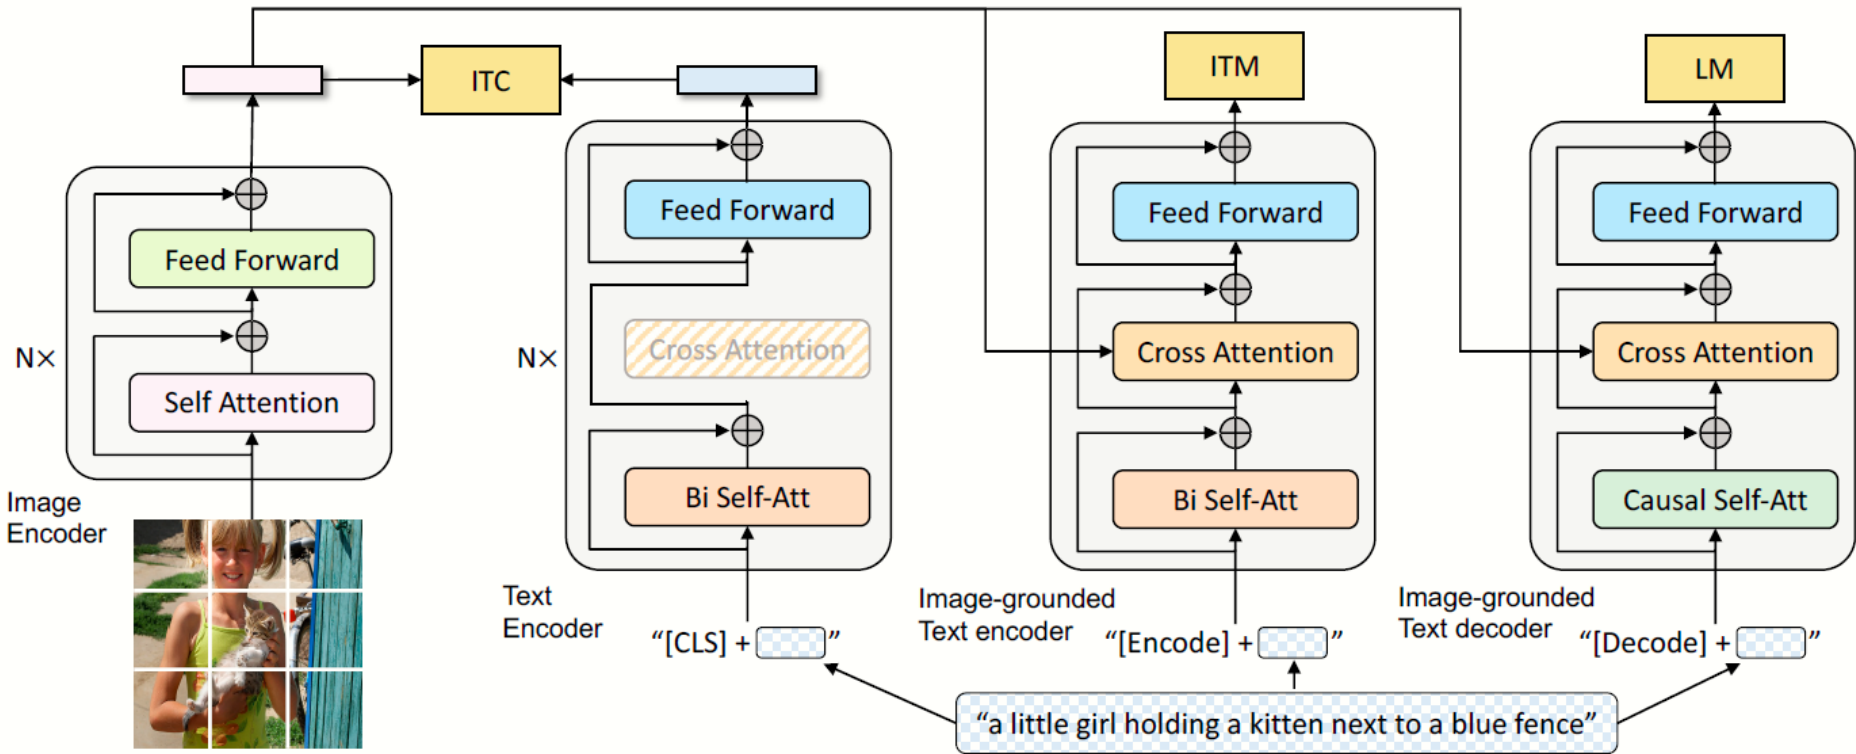 ITC
ITM
LM
Feed Forward
Self Attention
N×
Image
Encoder
Feed Forward
Cross Attention
Bi Self-Att
N×
Text
Encoder
“[CLS] + ”
Feed Forward
Cross Attention
Bi Self-Att
Image-grounded
Text encoder
“[Encode] + ”
Feed Forward
Cross Attention
Causal Self-Att
Image-grounded
Text decoder
“[Decode] + ”
“a little girl holding a kitten next to a blue fence”